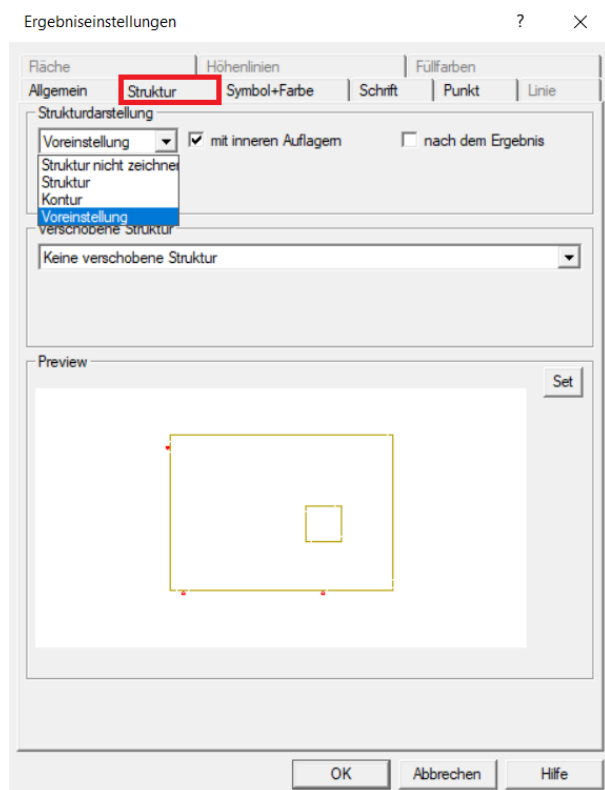 Ergebniseinstellungen ? ×
Fläche Höhenlinien Füllfarben
Allgemein Struktur Symbol+Farbe Schrift Punkt Linie
Strukturdarstellung
Voreinstellung mit inneren Auflagern nach dem Ergebnis
Struktur nicht zeichnen
Struktur
Kontur
Voreinstellung
Verschobene Struktur
Keine verschobene Struktur
Preview
Set
OK Abbrechen Hilfe